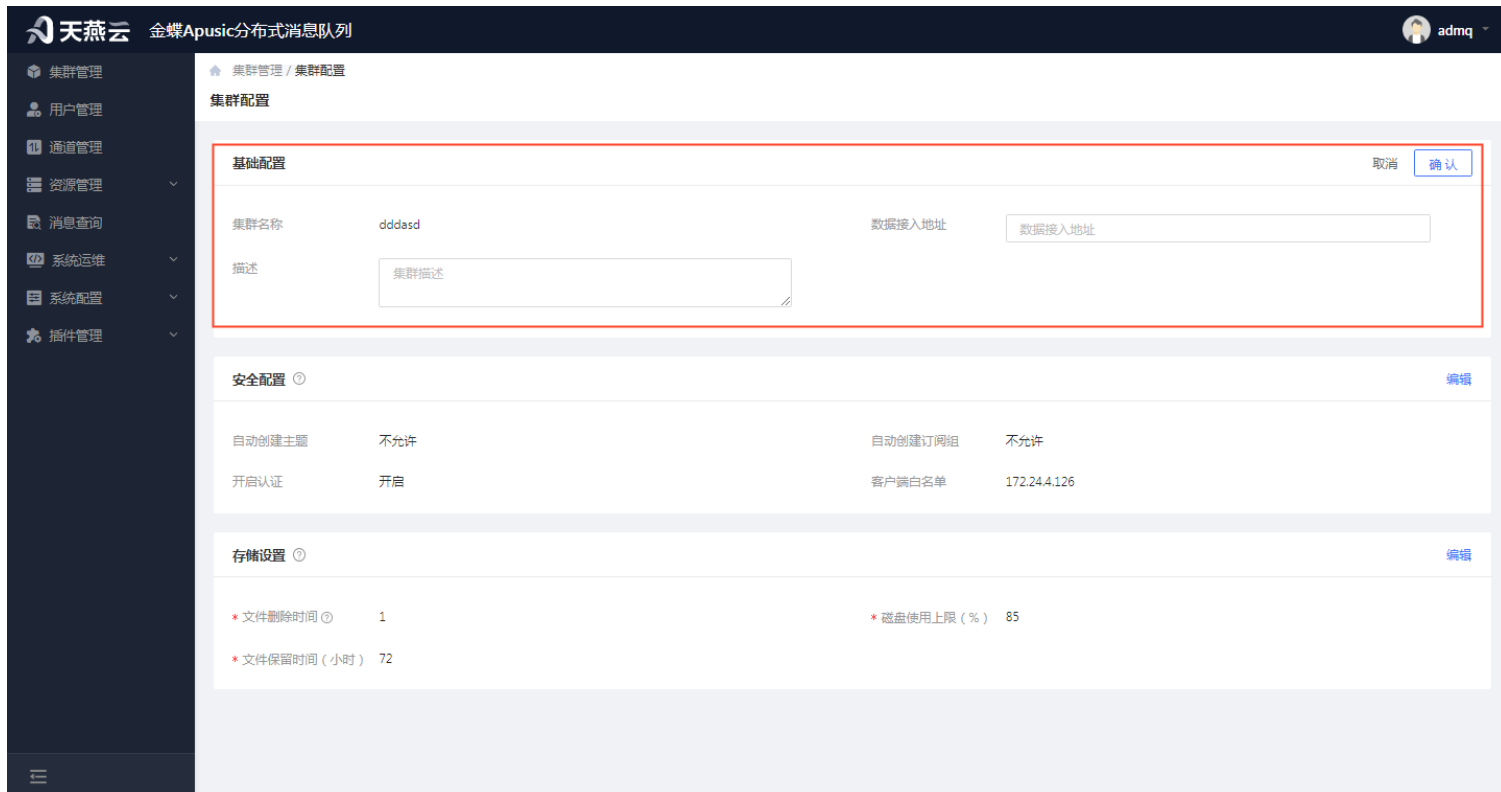 天燕云 金蝶Apusic分布式消息队列 admq
集群管理
用户管理
通道管理
资源管理
消息查询
系统运维
系统配置
插件管理
集群管理 / 集群配置
集群配置
基础配置 取消 确认
集群名称 dddasd 数据接入地址 数据接入地址
描述 集群描述
安全配置 编辑
自动创建主题 不允许 自动创建订阅组 不允许
开启认证 开启 客户端白名单 172.24.4.126
存储设置 编辑
* 文件删除时间 1 * 磁盘使用上限（%） 85
* 文件保留时间（小时） 72